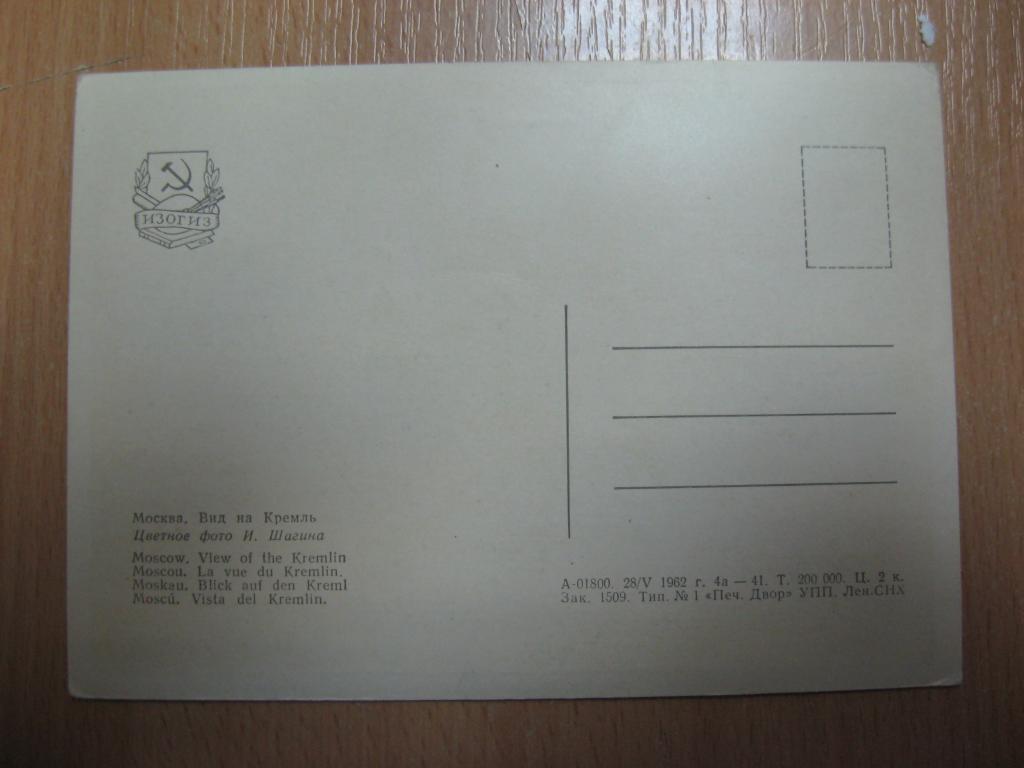 ИЗОГИЗ
Москва. Вид на Кремль
Цветное фото И. Шагина
Moscow. View of the Kremlin
Moscou. La vue du Kremlin.
Moskau. Blick auf den Kreml
Moscú. Vista del Kremlin.
А-01800. 28/V 1962 г. 4а — 41. Т. 200 000. Ц. 2 к.
Зак. 1509. Тип. № 1 «Печ. Двор» УПП. Лен.СНХ